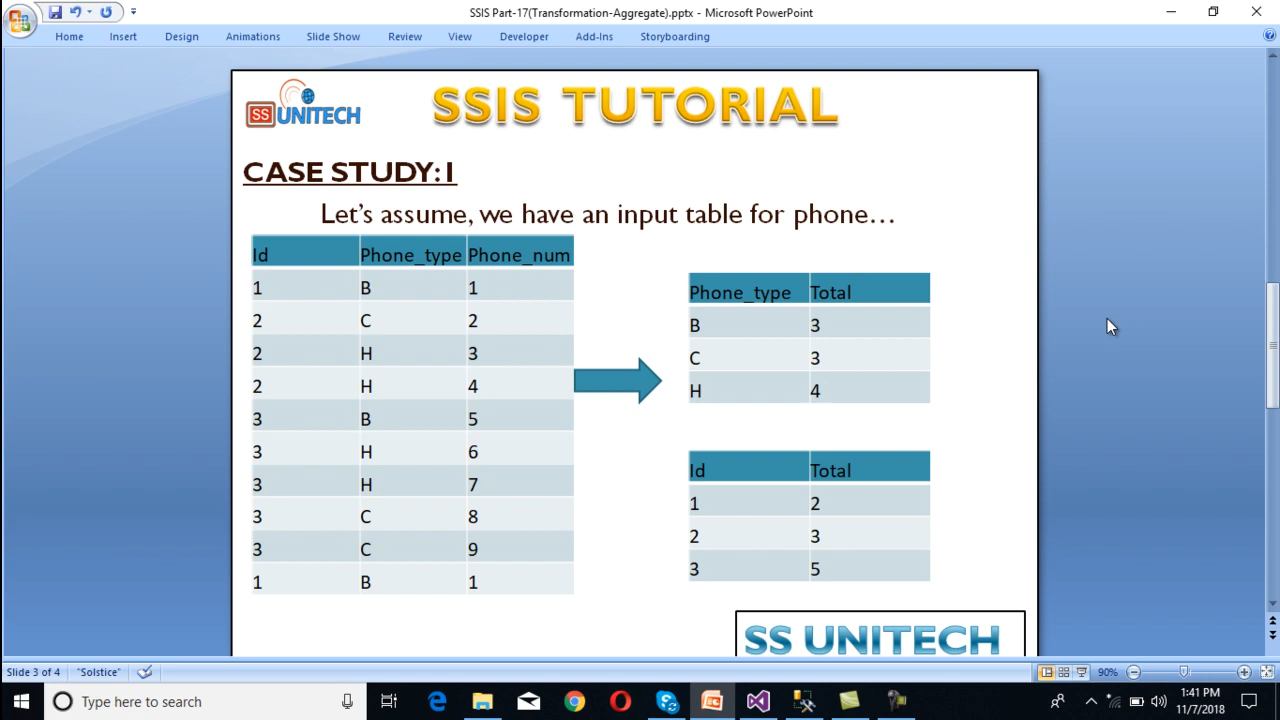 SSIS Part-17(Transformation-Aggregate).pptx - Microsoft PowerPoint
Home Insert Design Animations Slide Show Review View Developer Add-Ins Storyboarding
SS UNITECH
SSIS TUTORIAL
CASE STUDY: I
Let's assume, we have an input table for phone…
Id Phone_type Phone_num
1 B 1
2 C 2
2 H 3
2 H 4
3 B 5
3 H 6
3 H 7
3 C 8
3 C 9
1 B 1
Phone_type Total
B 3
C 3
H 4
Id Total
1 2
2 3
3 5
SS UNITECH
Slide 3 of 4 "Solstice" 90%
Type here to search
1:41 PM
11/7/2018